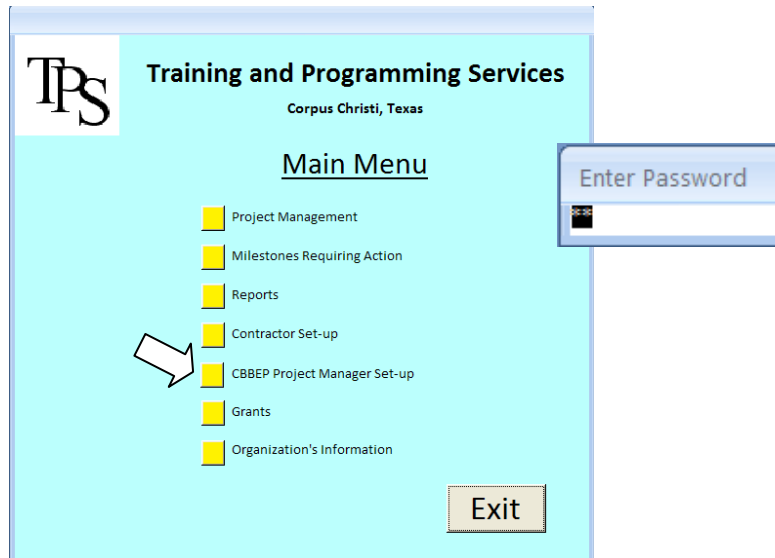 TPS
Training and Programming Services
Corpus Christi, Texas
Main Menu
Enter Password
**
Project Management
Milestones Requiring Action
Reports
Contractor Set-up
CBBEP Project Manager Set-up
Grants
Organization's Information
Exit